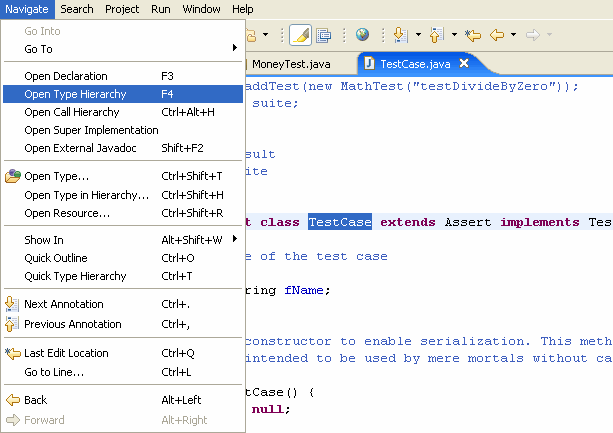 Navigate Search Project Run Window Help
Go Into
Go To
Open Declaration F3
Open Type Hierarchy F4
Open Call Hierarchy Ctrl+Alt+H
Open Super Implementation
Open External Javadoc Shift+F2
Open Type... Ctrl+Shift+T
Open Type in Hierarchy... Ctrl+Shift+H
Open Resource... Ctrl+Shift+R
Show In Alt+Shift+W
Quick Outline Ctrl+O
Quick Type Hierarchy Ctrl+T
Next Annotation Ctrl+.
Previous Annotation Ctrl+,
Last Edit Location Ctrl+Q
Go to Line... Ctrl+L
Back Alt+Left
Forward Alt+Right
MoneyTest.java TestCase.java
addTest(new MathTest("testDivideByZero"));
suite;
sult
ite
t class TestCase extends Assert implements Tes
e of the test case
ring fName;
constructor to enable serialization. This meth
intended to be used by mere mortals without ca
tCase() {
null;